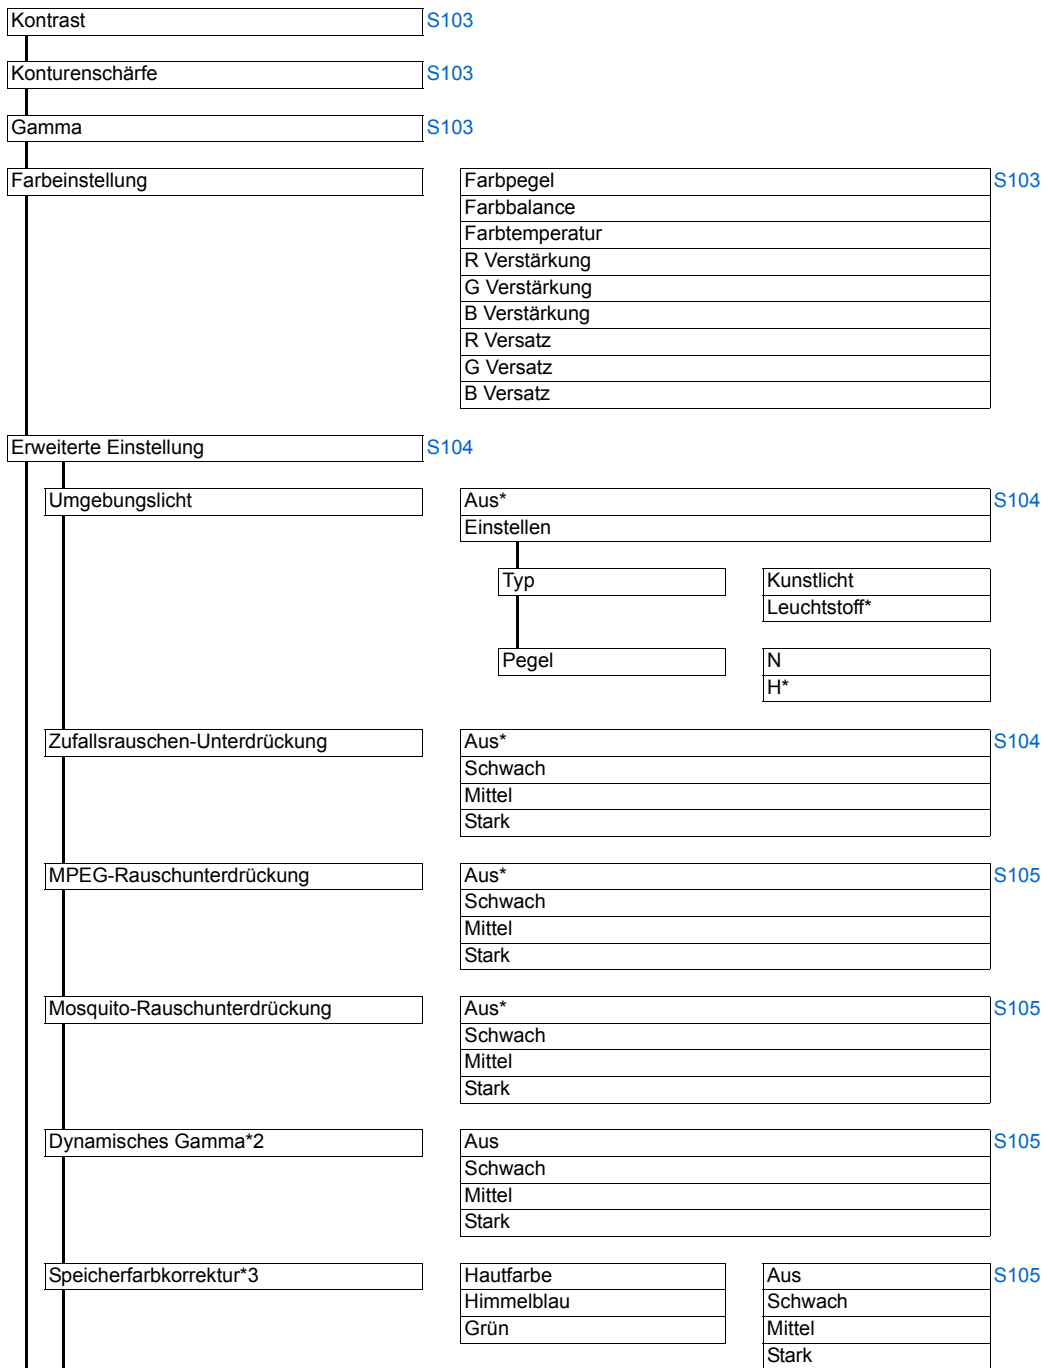 Kontrast S103
Konturenschärfe S103
Gamma S103
Farbeinstellung Farbpegel S103
Farbbalance
Farbtemperatur
R Verstärkung
G Verstärkung
B Verstärkung
R Versatz
G Versatz
B Versatz
Erweiterte Einstellung S104
Umgebungslicht Aus* S104
Einstellen
Typ Kunstlicht
Leuchtstoff*
Pegel N
H*
Zufallsrauschen-Unterdrückung Aus* S104
Schwach
Mittel
Stark
MPEG-Rauschunterdrückung Aus* S105
Schwach
Mittel
Stark
Mosquito-Rauschunterdrückung Aus* S105
Schwach
Mittel
Stark
Dynamisches Gamma*2 Aus S105
Schwach
Mittel
Stark
Speicherfarbkorrektur*3 Hautfarbe Aus S105
Himmelblau Schwach
Grün Mittel
Stark